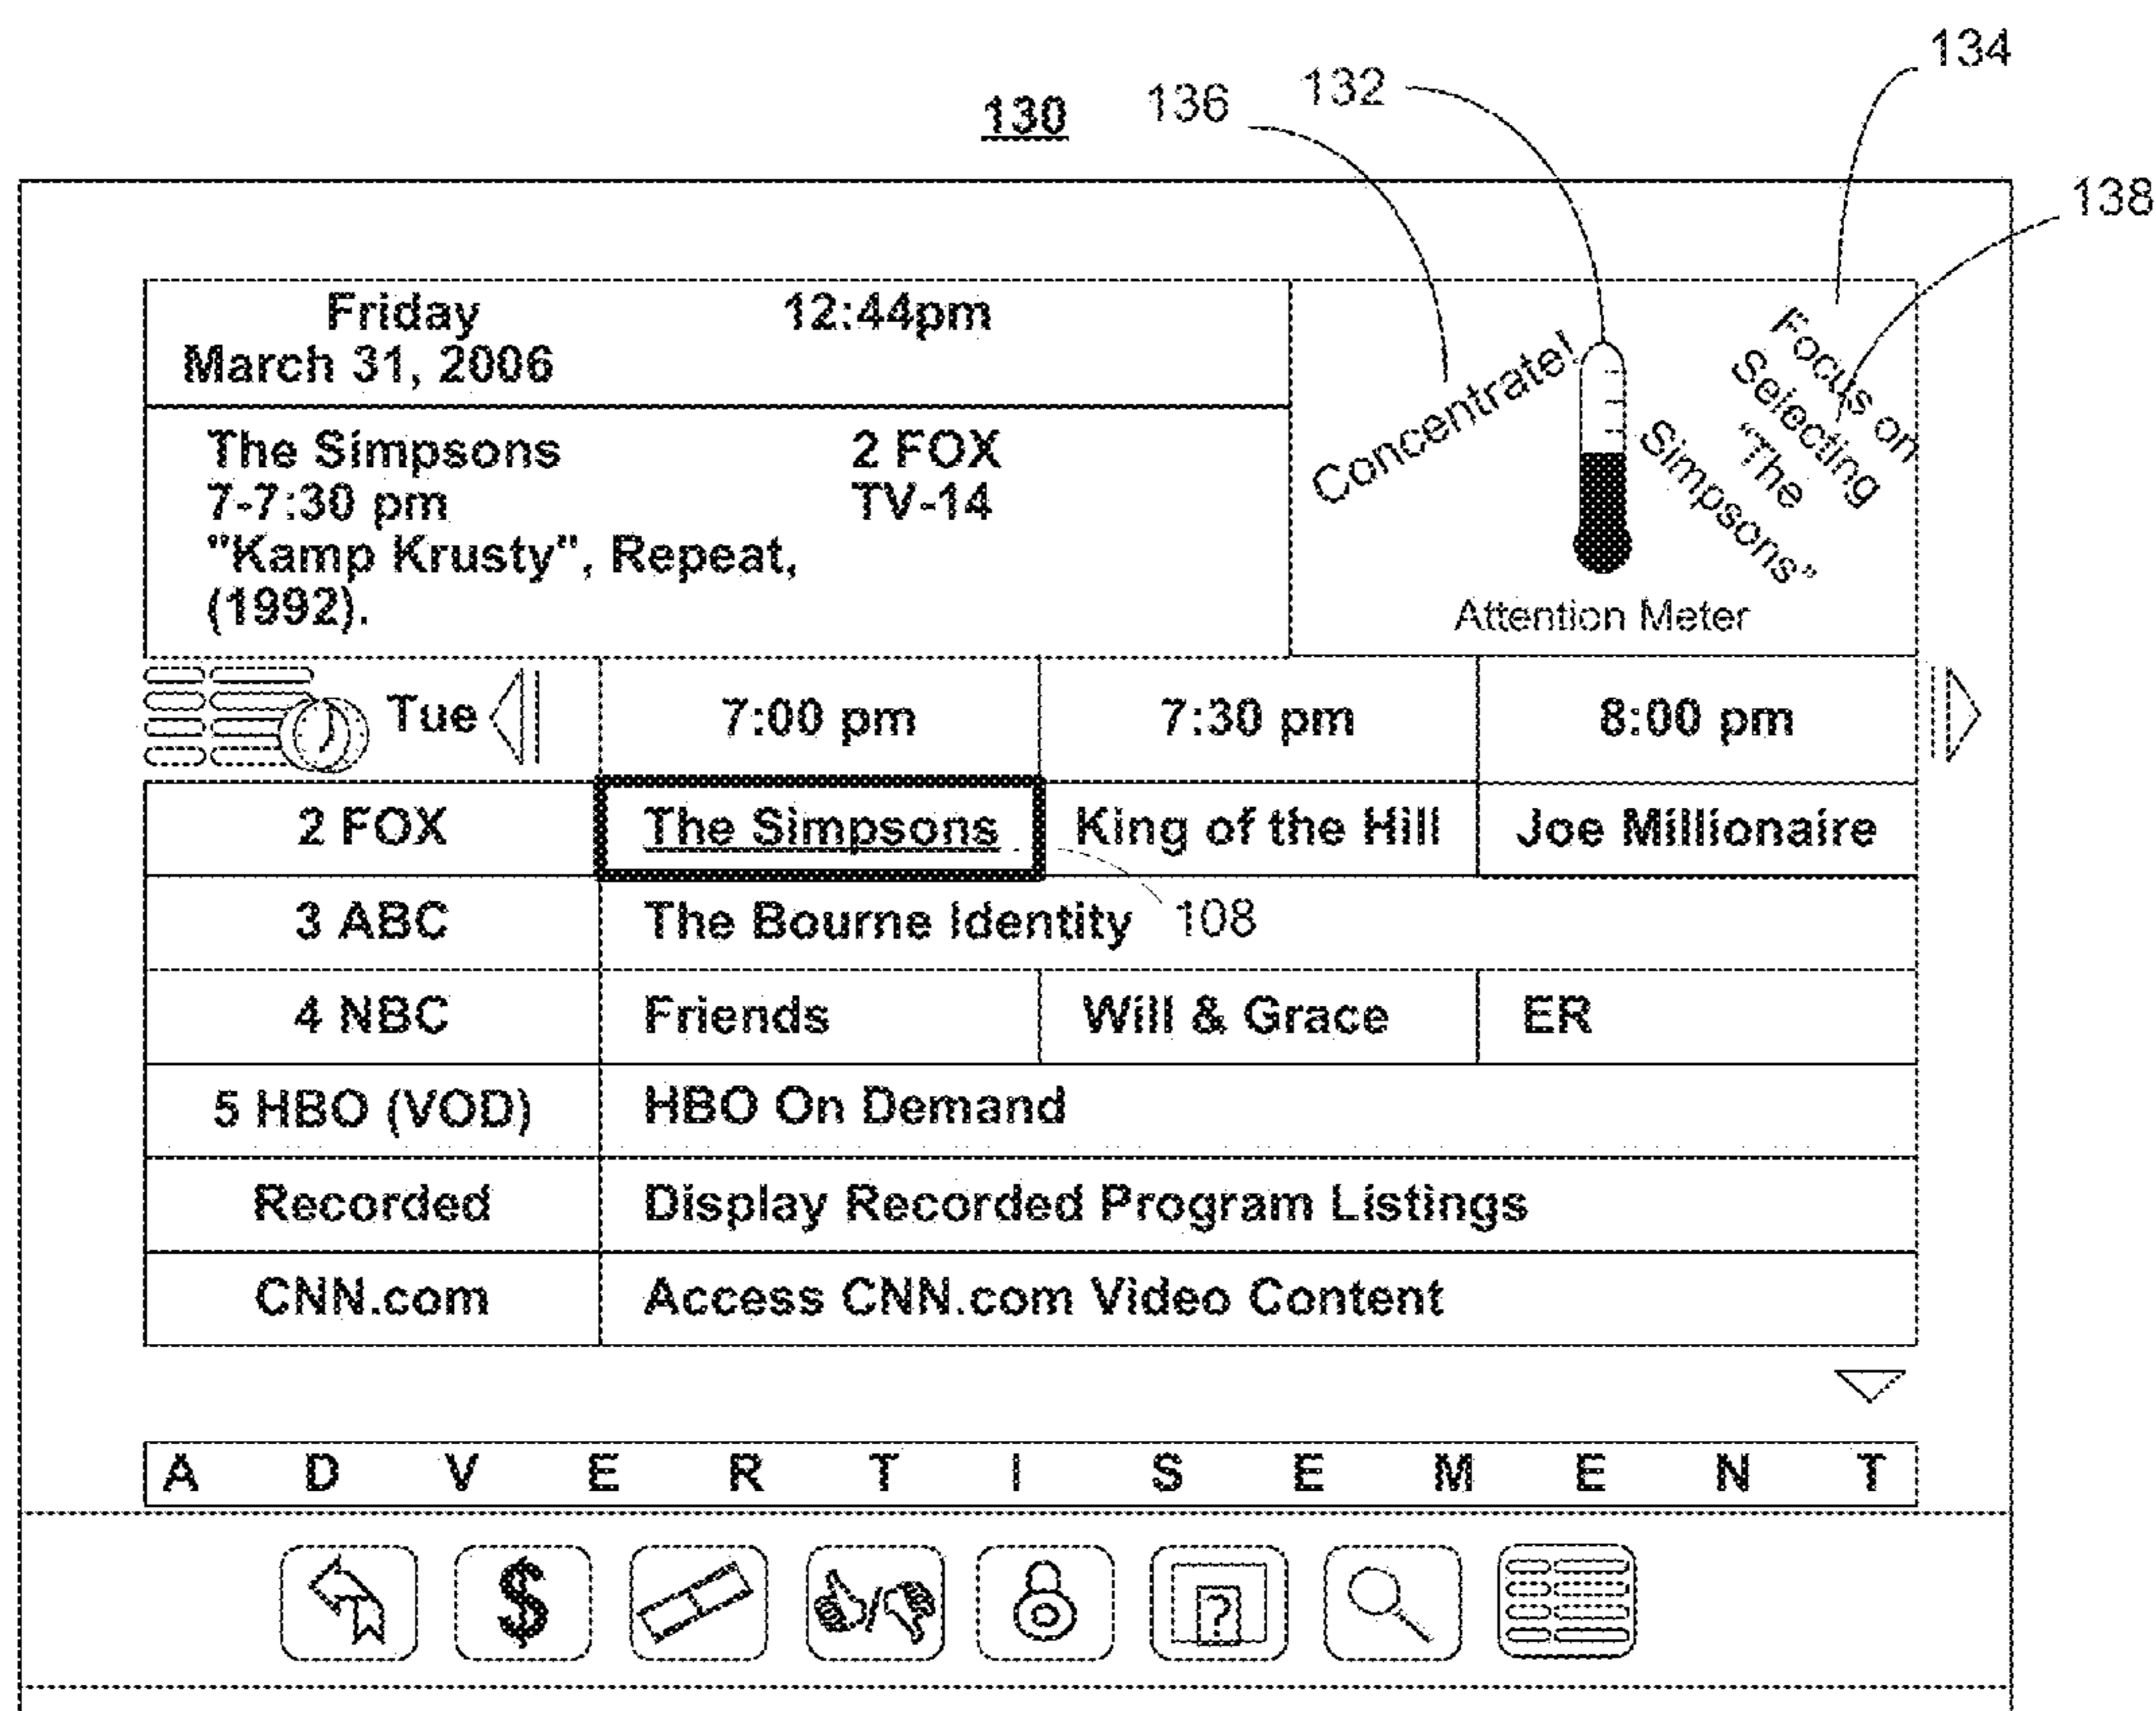 134
130 136 132
138
Friday 12:44pm
March 31, 2006
Concentrate!
Focus on
Selecting
“The
Simpsons”
Attention Meter
The Simpsons 2 FOX
7-7:30 pm TV-14
"Kamp Krusty", Repeat,
(1992).
Tue 7:00 pm 7:30 pm 8:00 pm
2 FOX The Simpsons King of the Hill Joe Millionaire
3 ABC The Bourne Identity 108
4 NBC Friends Will & Grace ER
5 HBO (VOD) HBO On Demand
Recorded Display Recorded Program Listings
CNN.com Access CNN.com Video Content
A D V E R T I S E M E N T
$ ?